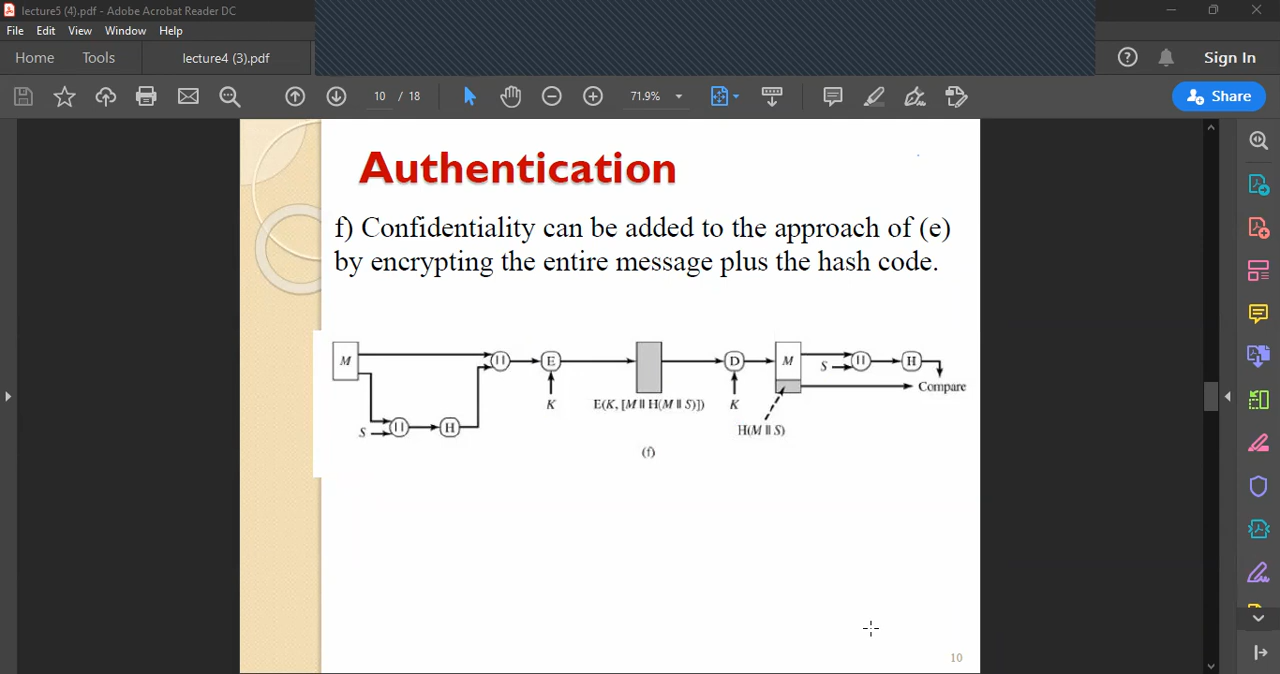 lecture5 (4).pdf - Adobe Acrobat Reader DC
File Edit View Window Help
Home Tools lecture4 (3).pdf Sign In
10 / 18 71.9% Share
Authentication
f) Confidentiality can be added to the approach of (e)
by encrypting the entire message plus the hash code.
M || E D M S || H
Compare
K E(K, [M || H(M || S)]) K
S || H H(M || S)
(f)
10